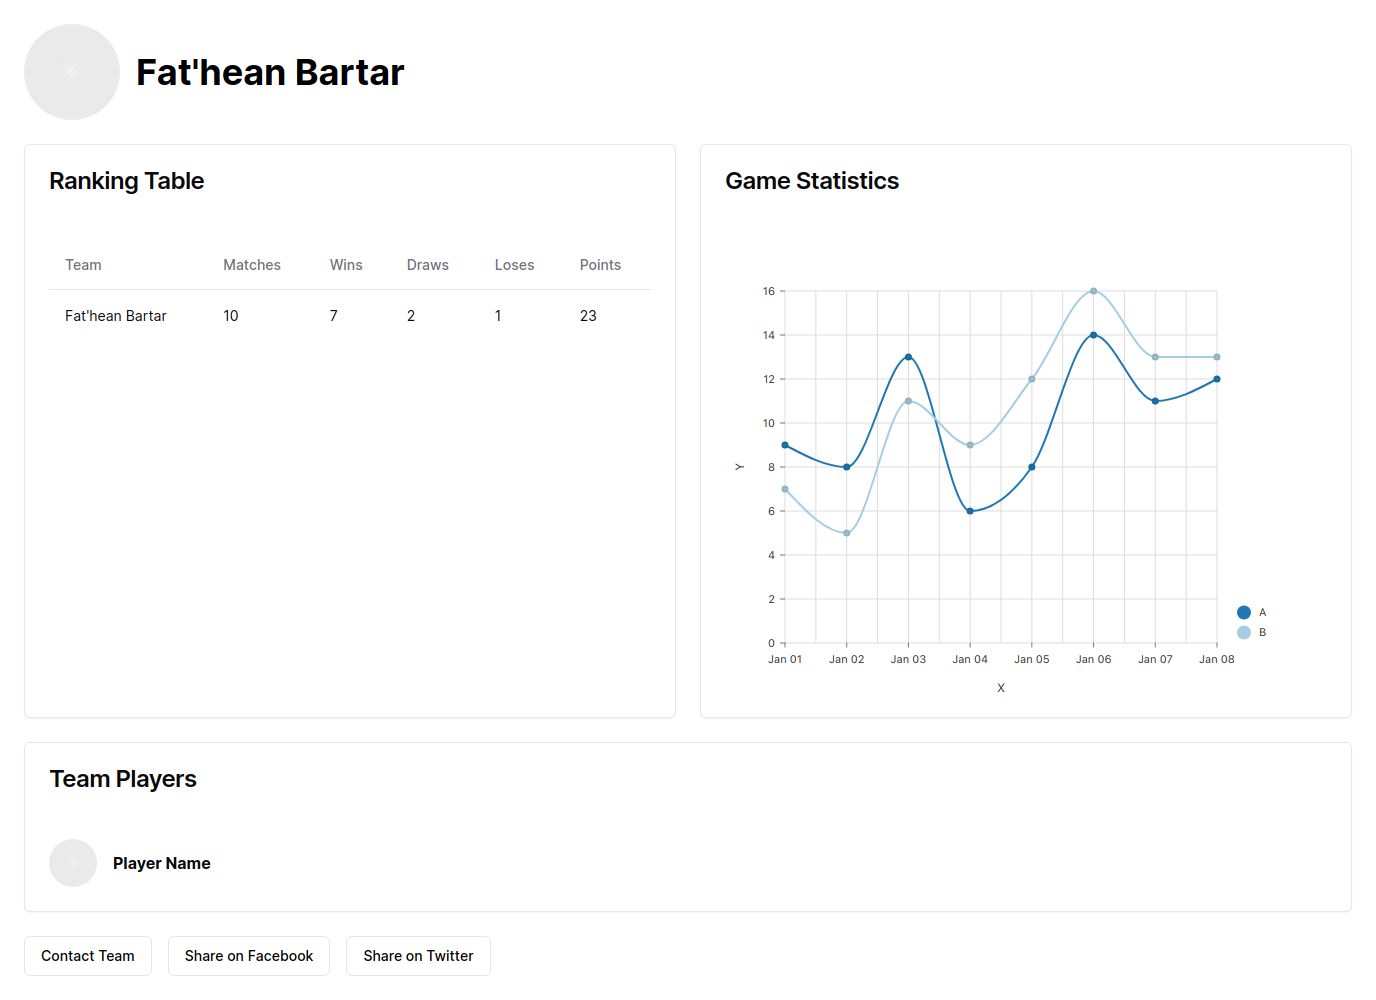 Fat'hean Bartar
Ranking Table
Team Matches Wins Draws Loses Points
Fat'hean Bartar 10 7 2 1 23
Game Statistics
16
14
12
10
8
6
4
2
0
Y
Jan 01 Jan 02 Jan 03 Jan 04 Jan 05 Jan 06 Jan 07 Jan 08
X
A
B
Team Players
Player Name
Contact Team Share on Facebook Share on Twitter